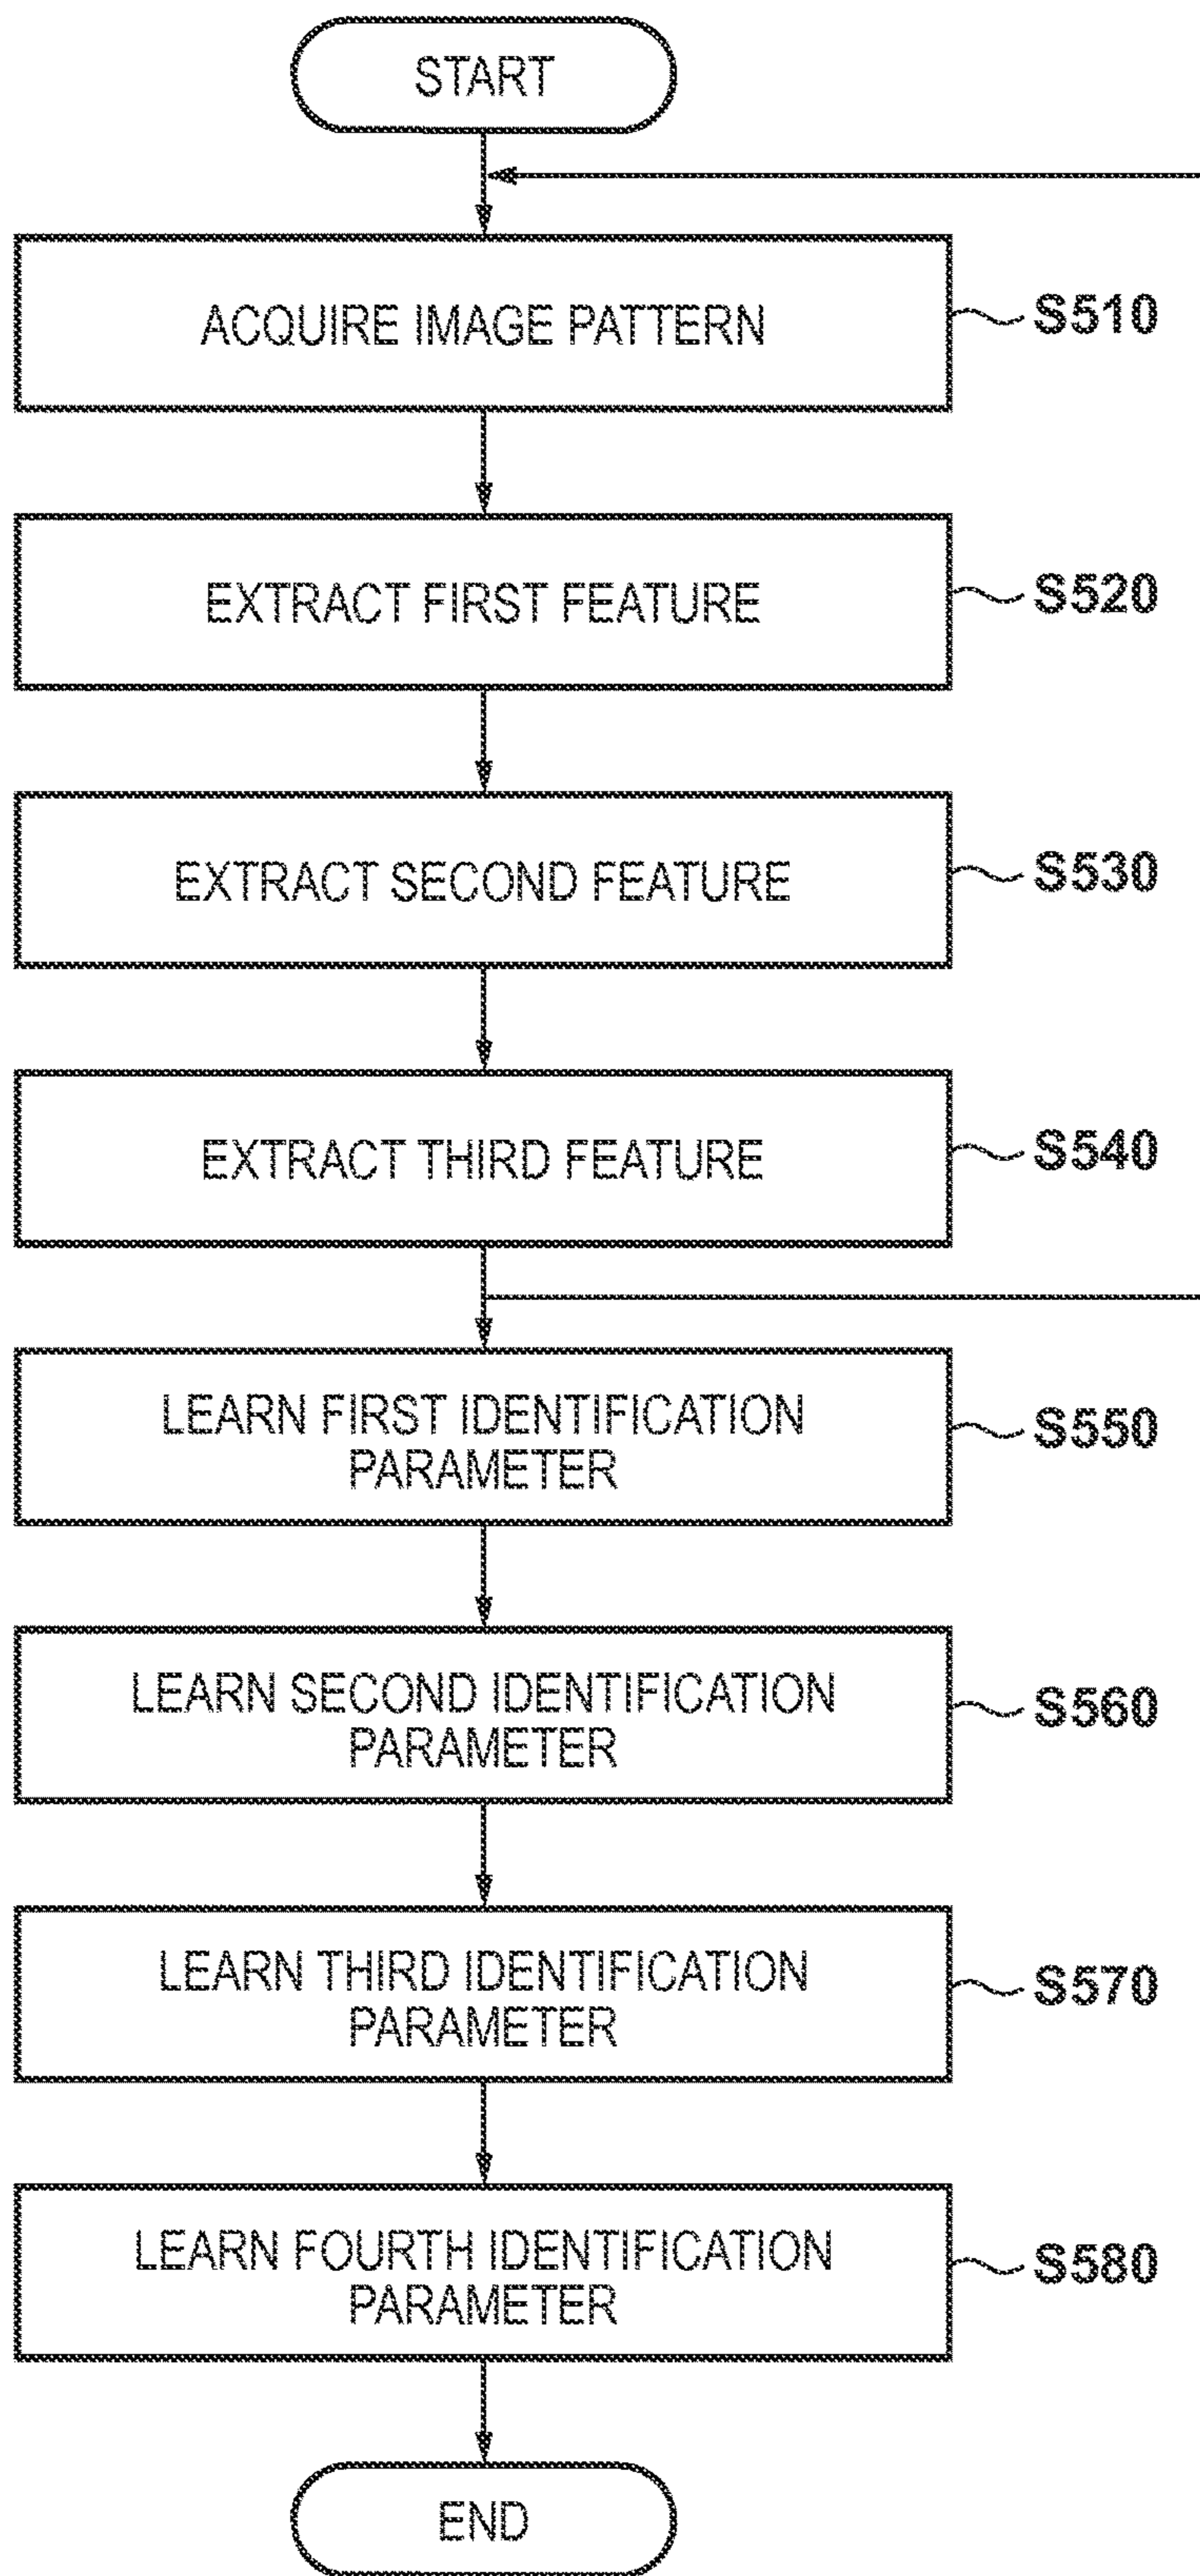 START
ACQUIRE IMAGE PATTERN
S510
EXTRACT FIRST FEATURE
S520
EXTRACT SECOND FEATURE
S530
EXTRACT THIRD FEATURE
S540
LEARN FIRST IDENTIFICATION
PARAMETER
S550
LEARN SECOND IDENTIFICATION
PARAMETER
S560
LEARN THIRD IDENTIFICATION
PARAMETER
S570
LEARN FOURTH IDENTIFICATION
PARAMETER
S580
END